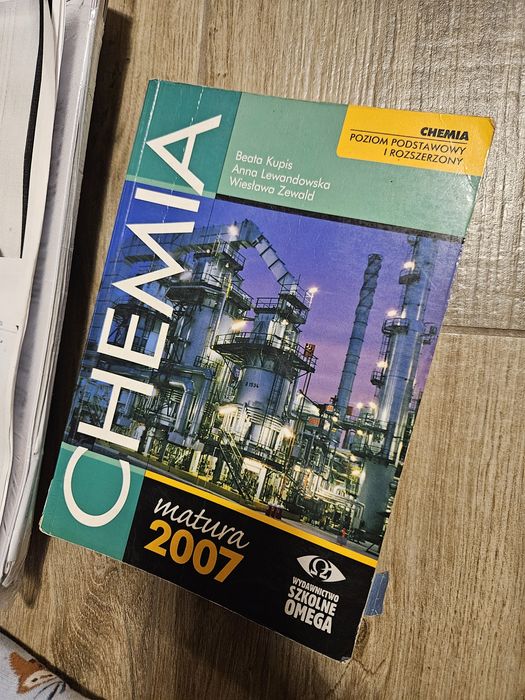 CHEMIA
POZIOM PODSTAWOWY
I ROZSZERZONY
Beata Kupis
Anna Lewandowska
Wiesława Zewald
CHEMIA
matura
2007
WYDAWNICTWO
SZKOLNE
OMEGA